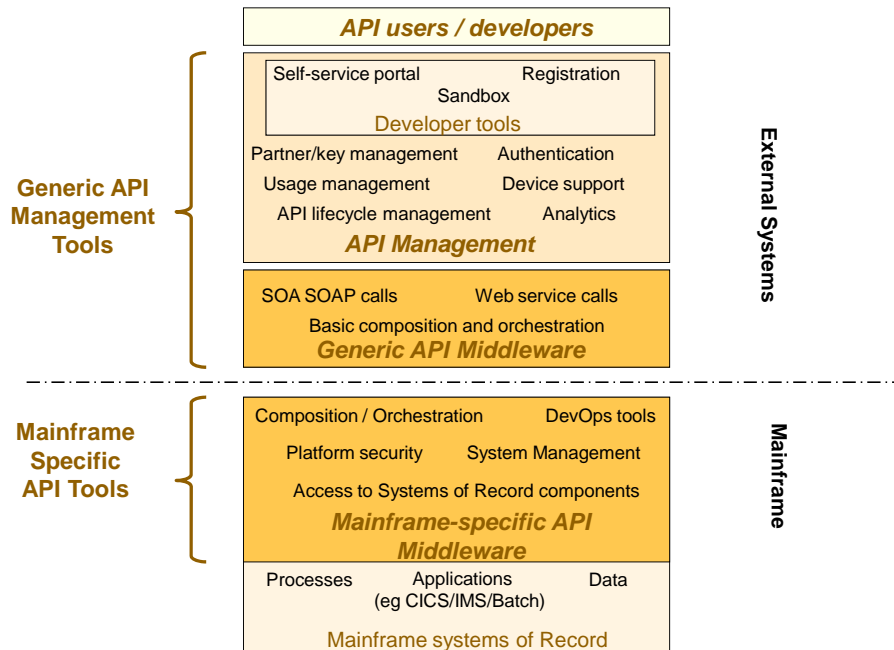 API users / developers
Self-service portal Registration
Sandbox
Developer tools
Partner/key management Authentication
Usage management Device support
API lifecycle management Analytics
API Management
Generic API
Management
Tools
External Systems
SOA SOAP calls Web service calls
Basic composition and orchestration
Generic API Middleware
Mainframe
Specific
API Tools
Composition / Orchestration DevOps tools
Platform security System Management
Access to Systems of Record components
Mainframe-specific API
Middleware
Mainframe
Processes Applications Data
(eg CICS/IMS/Batch)
Mainframe systems of Record